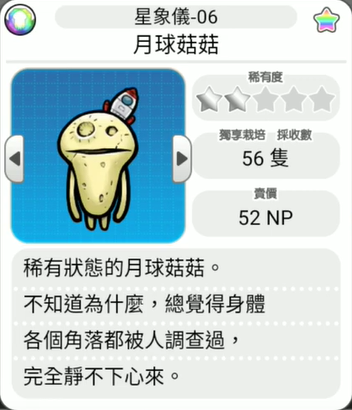 星象儀-06
月球菇菇
稀有度
獨享栽培 採收數
56 隻
賣價
52 NP
稀有狀態的月球菇菇。
不知道為什麼，總覺得身體
各個角落都被人調查過，
完全靜不下心來。